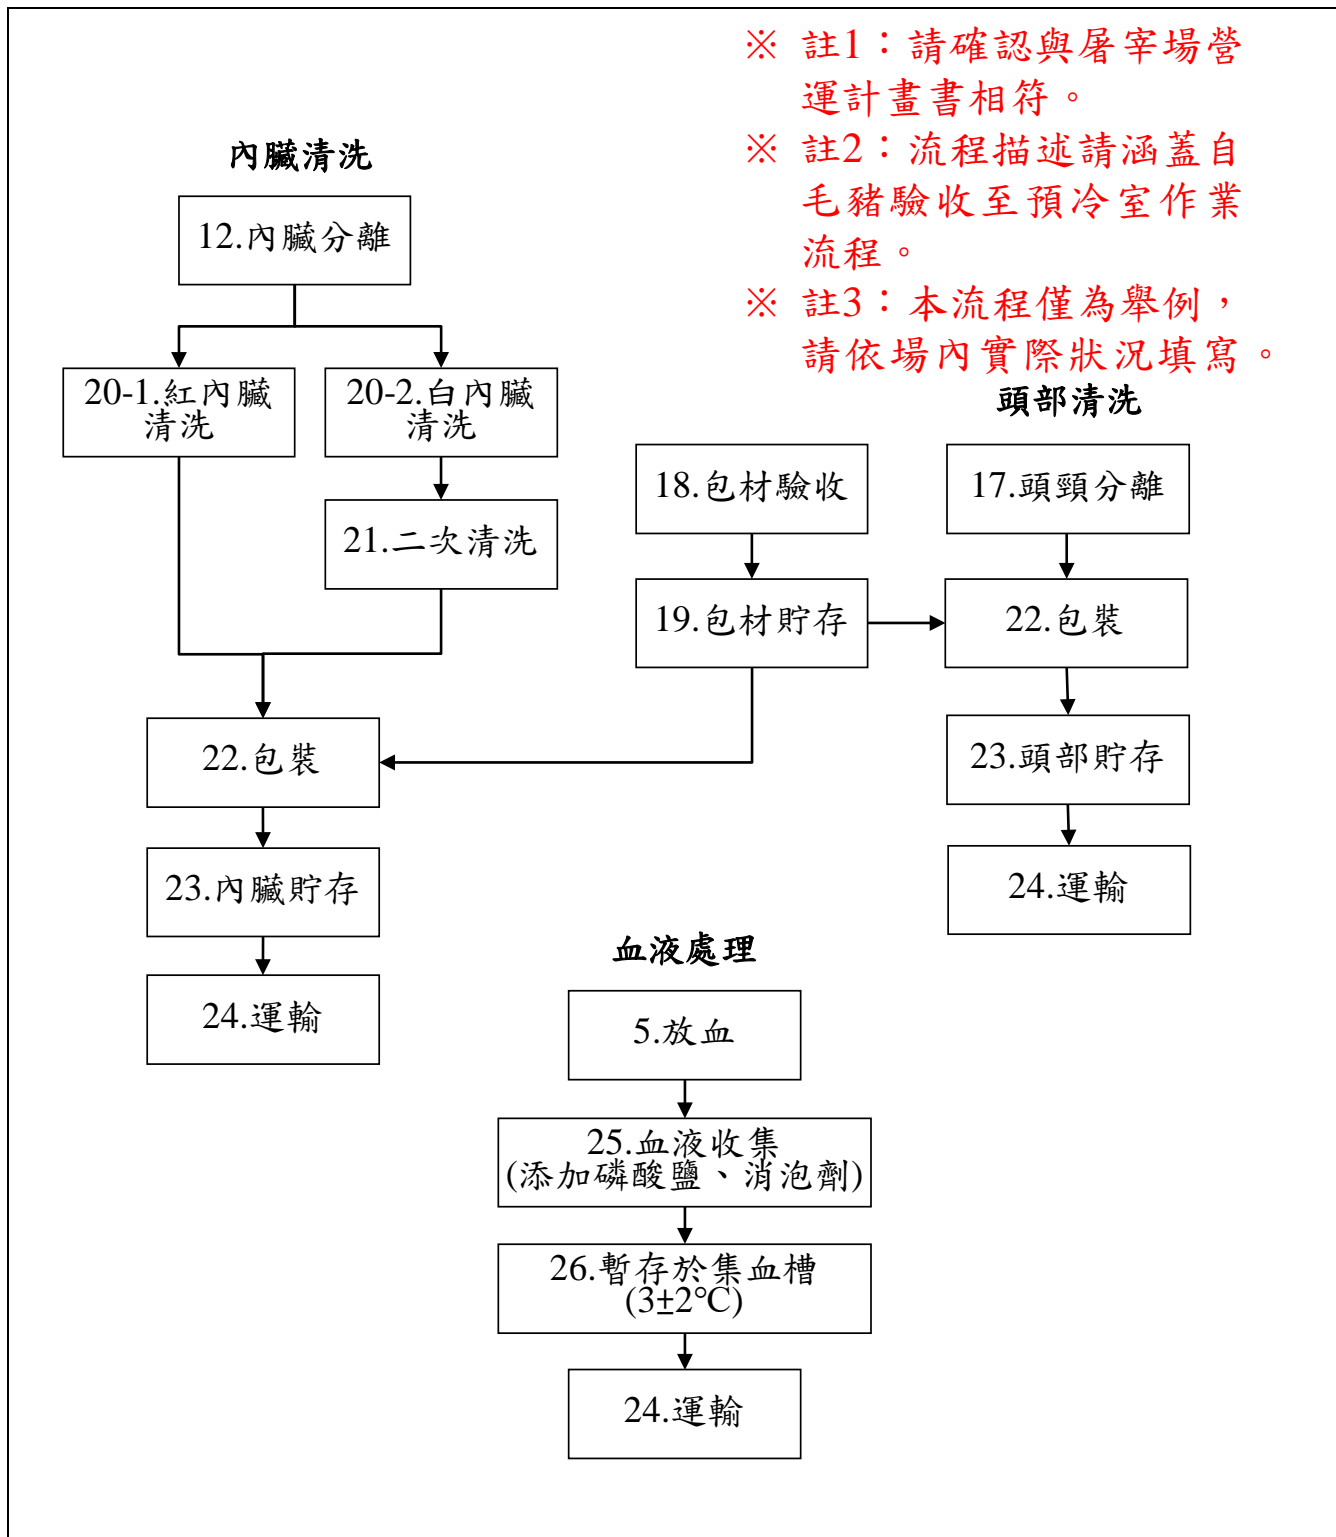 ※ 註1：請確認與屠宰場營
運計畫書相符。
※ 註2：流程描述請涵蓋自
毛豬驗收至預冷室作業
流程。
※ 註3：本流程僅為舉例，
請依場內實際狀況填寫。
內臟清洗
12.內臟分離
20-1.紅內臟
清洗
20-2.白內臟
清洗
21.二次清洗
22.包裝
23.內臟貯存
24.運輸
頭部清洗
18.包材驗收
17.頭頸分離
19.包材貯存
22.包裝
23.頭部貯存
24.運輸
血液處理
5.放血
25.血液收集
(添加磷酸鹽、消泡劑)
26.暫存於集血槽
(3±2°C)
24.運輸